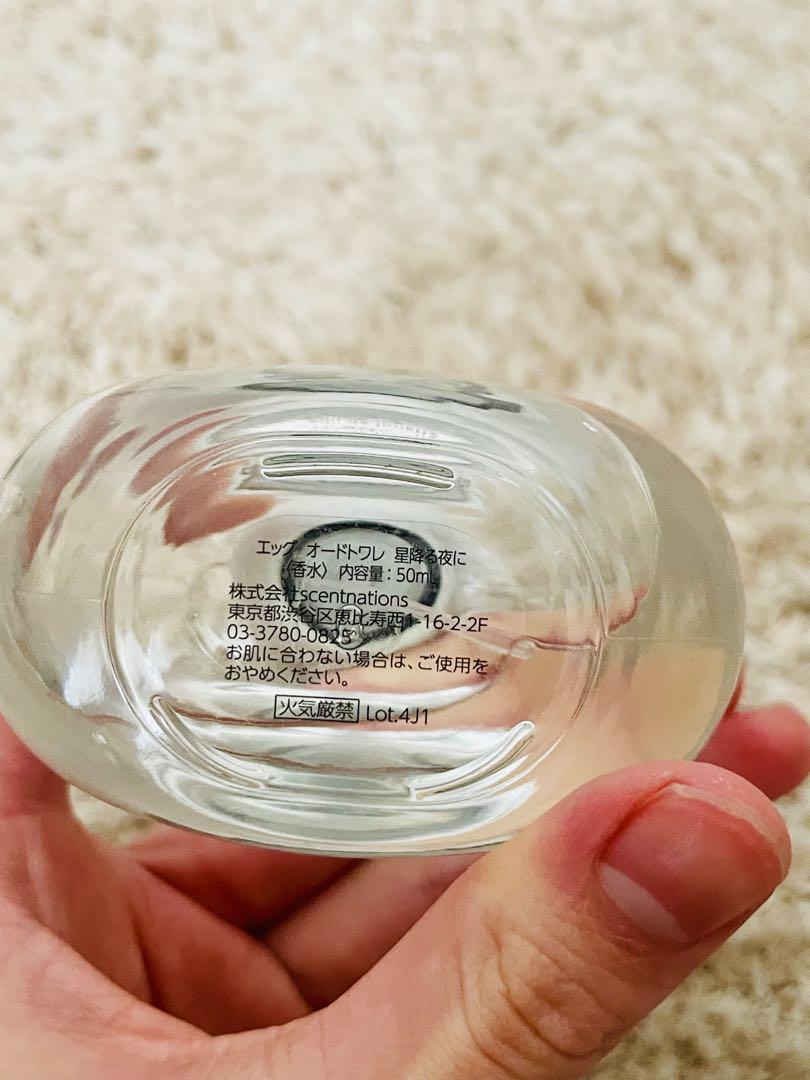 エッグ オードトワレ 星降る夜に
〈香水〉 内容量：50mL
株式会社scentnations
東京都渋谷区恵比寿西1-16-2-2F
03-3780-0825
お肌に合わない場合は、ご使用を
おやめください。
火気厳禁 Lot.4J1